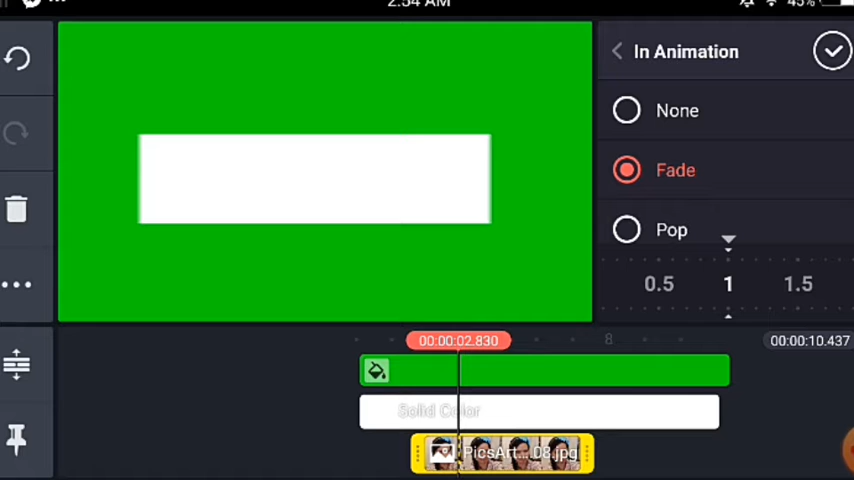 2:54 AM
45%
In Animation
None
Fade
Pop
0.5 1 1.5
00:00:02.830
8
00:00:10.437
Solid Color
PicsArt...08.jpg